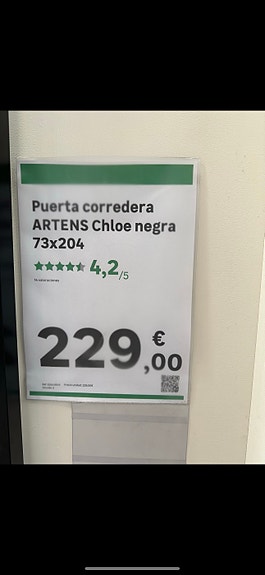 Puerta corredera
ARTENS Chloe negra
73x204
4,2/5
229,00 €